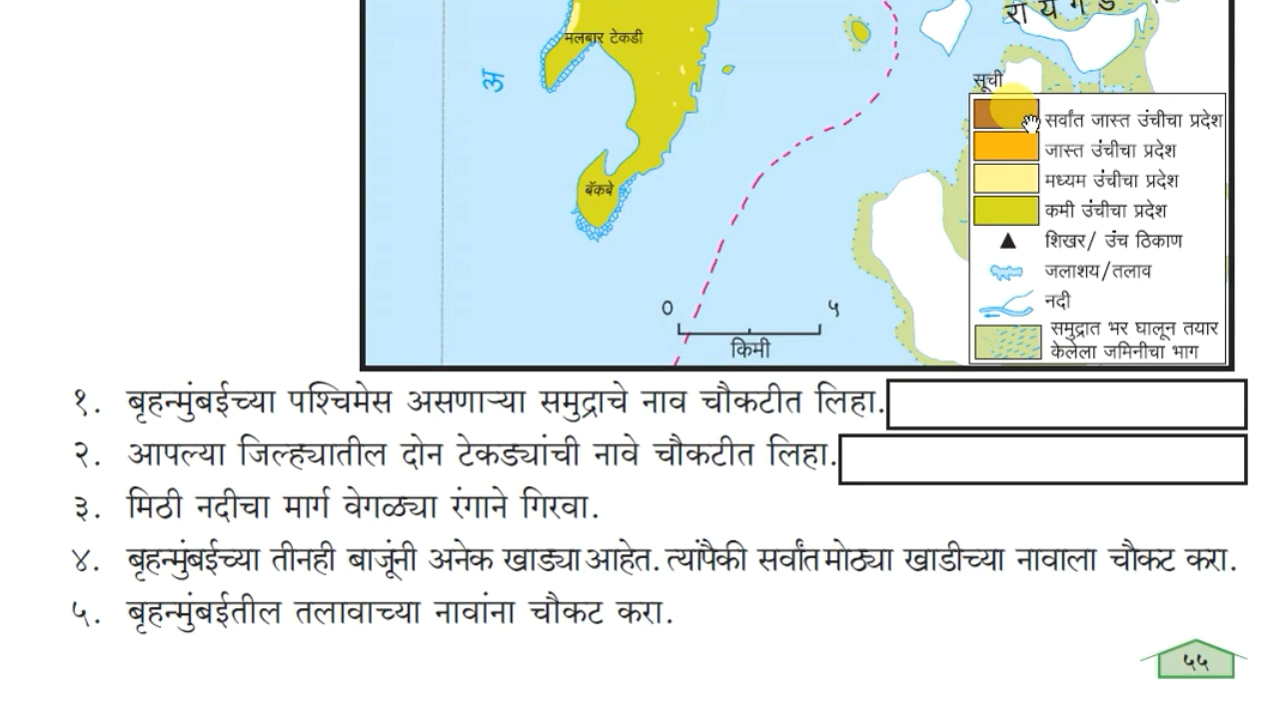 रा य ग ड
मलबार टेकडी
अ
सूची
सर्वांत जास्त उंचीचा प्रदेश
जास्त उंचीचा प्रदेश
मध्यम उंचीचा प्रदेश
कमी उंचीचा प्रदेश
बॅकबे
शिखर/ उंच ठिकाण
जलाशय/तलाव
नदी
० ५
किमी
समुद्रात भर घालून तयार
केलेला जमिनीचा भाग
१. बृहन्मुंबईच्या पश्चिमेस असणाऱ्या समुद्राचे नाव चौकटीत लिहा.
२. आपल्या जिल्ह्यातील दोन टेकड्यांची नावे चौकटीत लिहा.
३. मिठी नदीचा मार्ग वेगळ्या रंगाने गिरवा.
४. बृहन्मुंबईच्या तीनही बाजूंनी अनेक खाड्या आहेत. त्यांपैकी सर्वांत मोठ्या खाडीच्या नावाला चौकट करा.
५. बृहन्मुंबईतील तलावाच्या नावांना चौकट करा.
५५